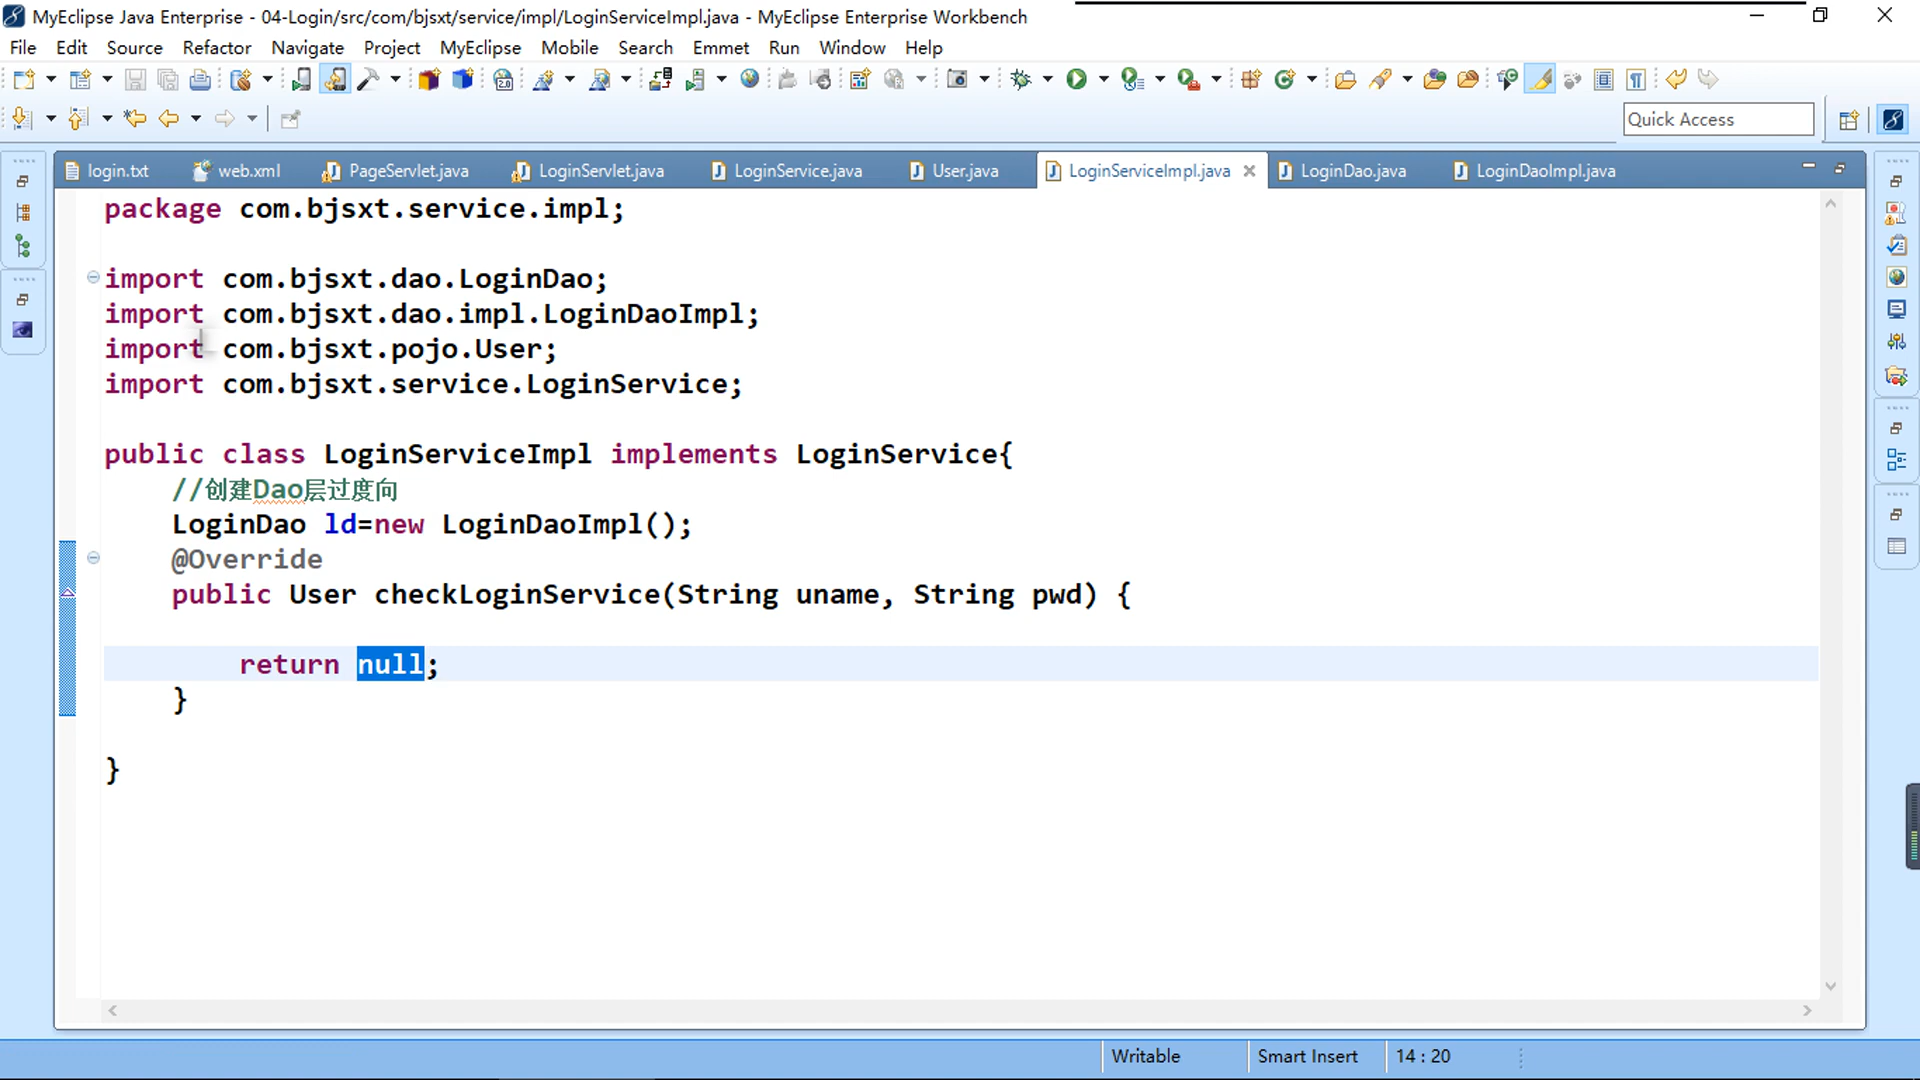 MyEclipse Java Enterprise - 04-Login/src/com/bjsxt/service/impl/LoginServiceImpl.java - MyEclipse Enterprise Workbench
File Edit Source Refactor Navigate Project MyEclipse Mobile Search Emmet Run Window Help
Quick Access
login.txt web.xml PageServlet.java LoginServlet.java LoginService.java User.java LoginServiceImpl.java LoginDao.java LoginDaoImpl.java
package com.bjsxt.service.impl;
import com.bjsxt.dao.LoginDao;
import com.bjsxt.dao.impl.LoginDaoImpl;
import com.bjsxt.pojo.User;
import com.bjsxt.service.LoginService;
public class LoginServiceImpl implements LoginService{
//创建Dao层过度向
LoginDao ld=new LoginDaoImpl();
@Override
public User checkLoginService(String uname, String pwd) {
return null;
}
}
Writable Smart Insert 14 : 20